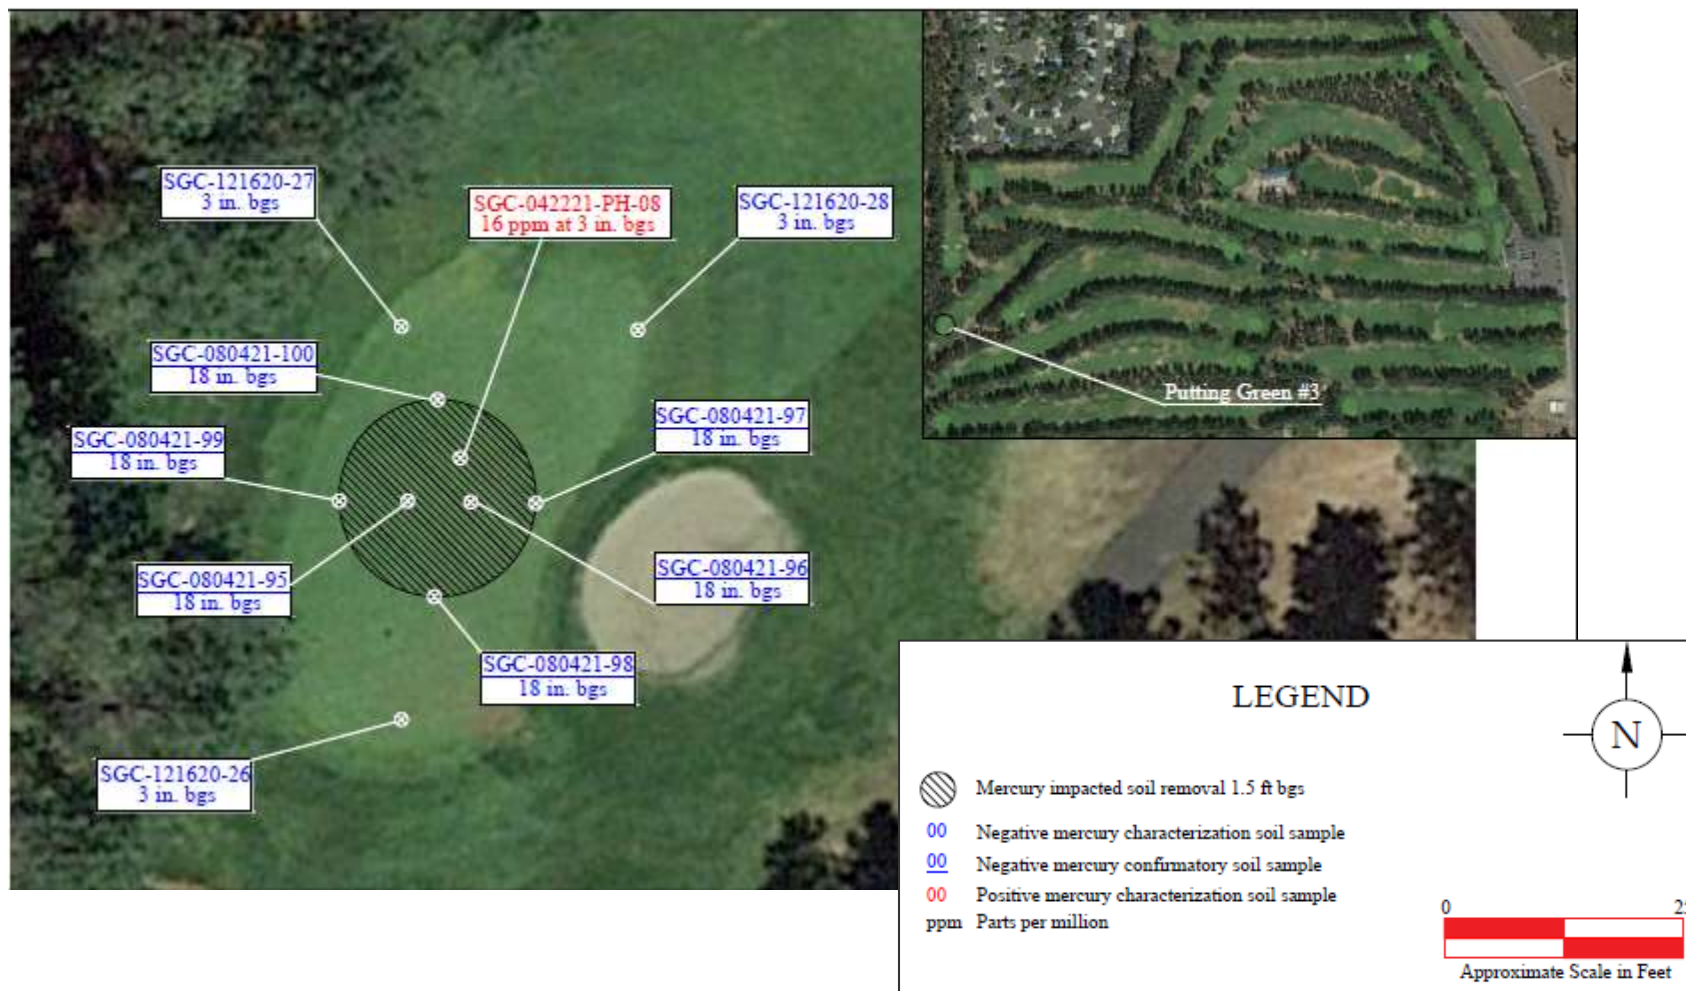 SGC-121620-27
3 in. bgs
SGC-042221-PH-08
16 ppm at 3 in. bgs
SGC-121620-28
3 in. bgs
SGC-080421-100
18 in. bgs
SGC-080421-99
18 in. bgs
SGC-080421-97
18 in. bgs
SGC-080421-95
18 in. bgs
SGC-080421-96
18 in. bgs
SGC-080421-98
18 in. bgs
SGC-121620-26
3 in. bgs
Putting Green #3
LEGEND
N
Mercury impacted soil removal 1.5 ft bgs
00 Negative mercury characterization soil sample
00 Negative mercury confirmatory soil sample
00 Positive mercury characterization soil sample
ppm Parts per million
0
Approximate Scale in Feet